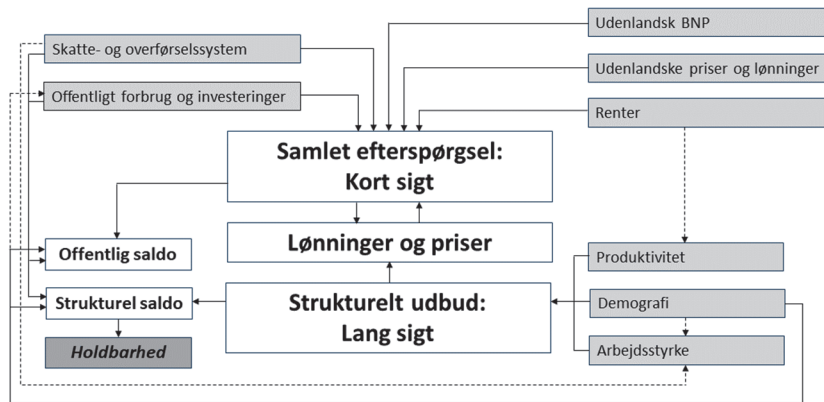 Udenlandsk BNP
Skatte- og overførselssystem
Udenlandske priser og lønninger
Offentligt forbrug og investeringer
Renter
Samlet efterspørgsel:
Kort sigt
Lønninger og priser
Offentlig saldo
Produktivitet
Strukturel saldo
Strukturelt udbud:
Lang sigt
Demografi
Holdbarhed
Arbejdsstyrke